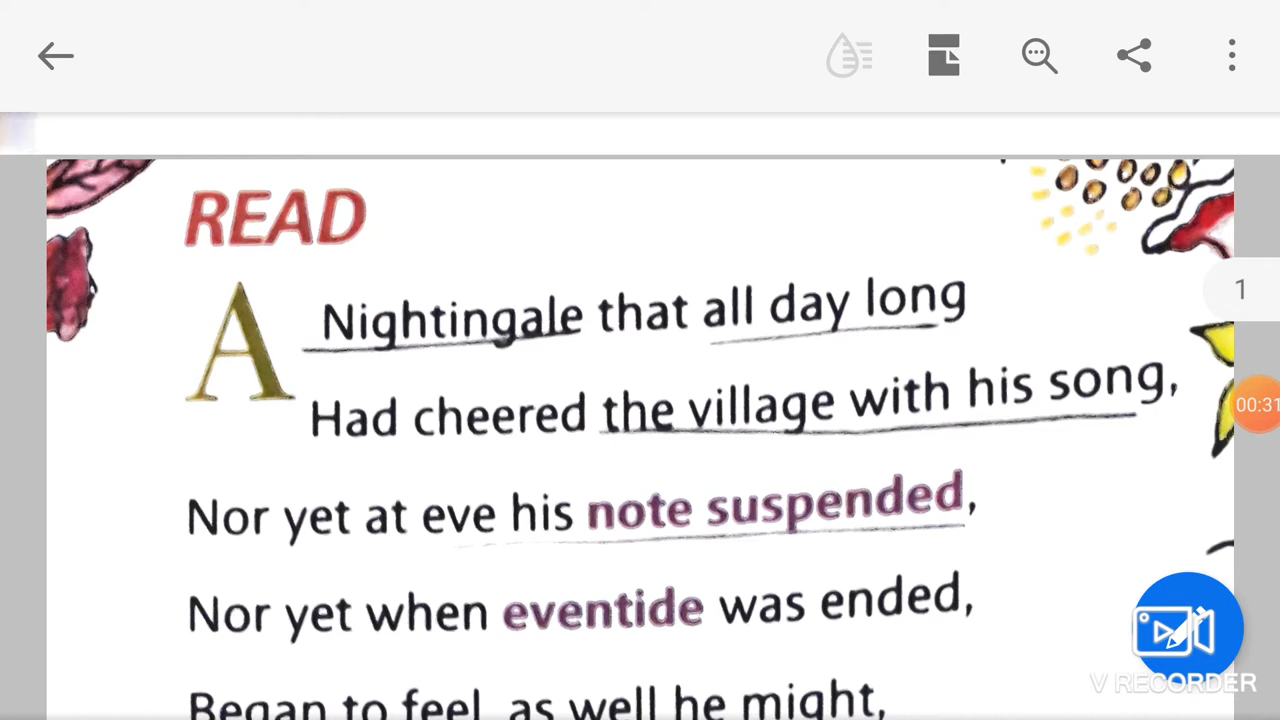 READ
1
A Nightingale that all day long
00:31
Had cheered the village with his song,
Nor yet at eve his note suspended,
Nor yet when eventide was ended,
V RECORDER
Began to feel, as well he might,